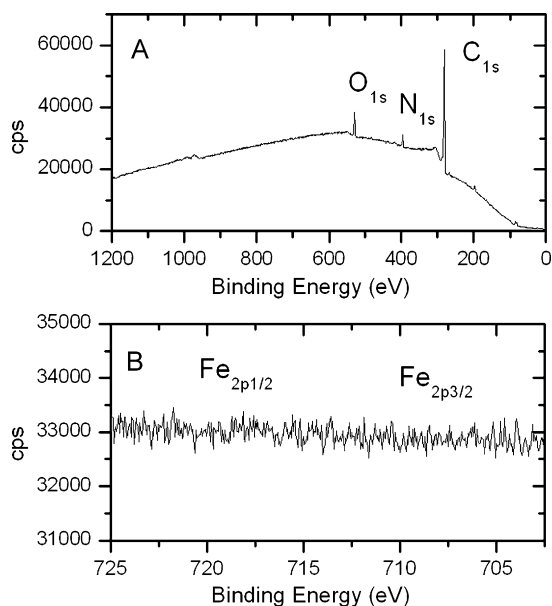 A
C1s
O1s
N1s
60000
40000
20000
0
cps
1200 1000 800 600 400 200 0
Binding Energy (eV)
B
Fe2p1/2
Fe2p3/2
35000
34000
33000
32000
31000
cps
725 720 715 710 705
Binding Energy (eV)